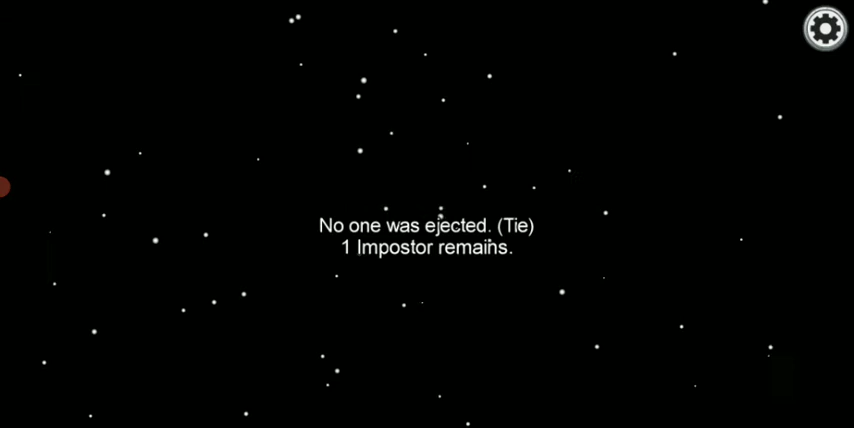 No one was ejected. (Tie)
1 Impostor remains.